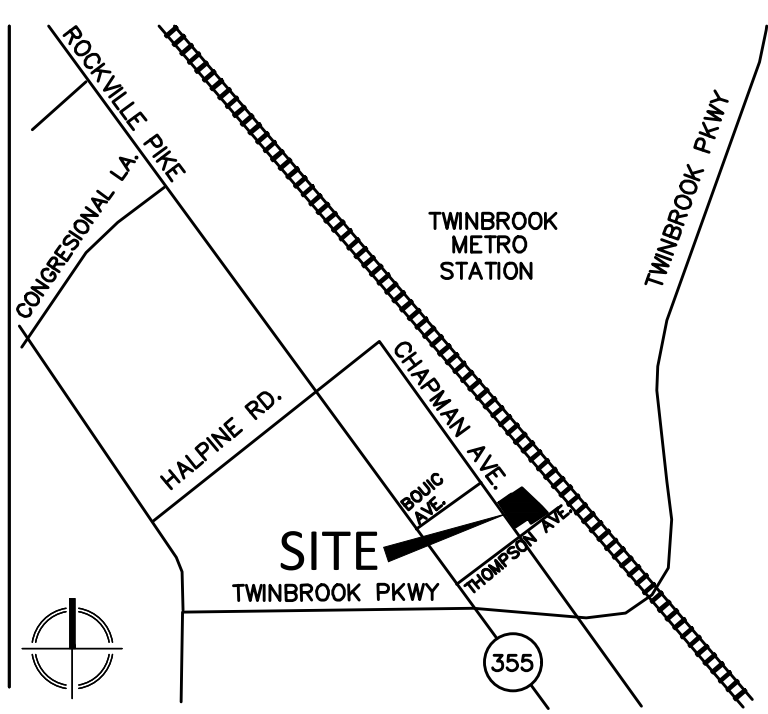 ROCKVILLE PIKE
CONGRESIONAL LA.
TWINBROOK PKWY
TWINBROOK
METRO
STATION
CHAPMAN AVE.
HALPINE RD.
BOUIC
AVE.
SITE
THOMPSON AVE.
TWINBROOK PKWY
355